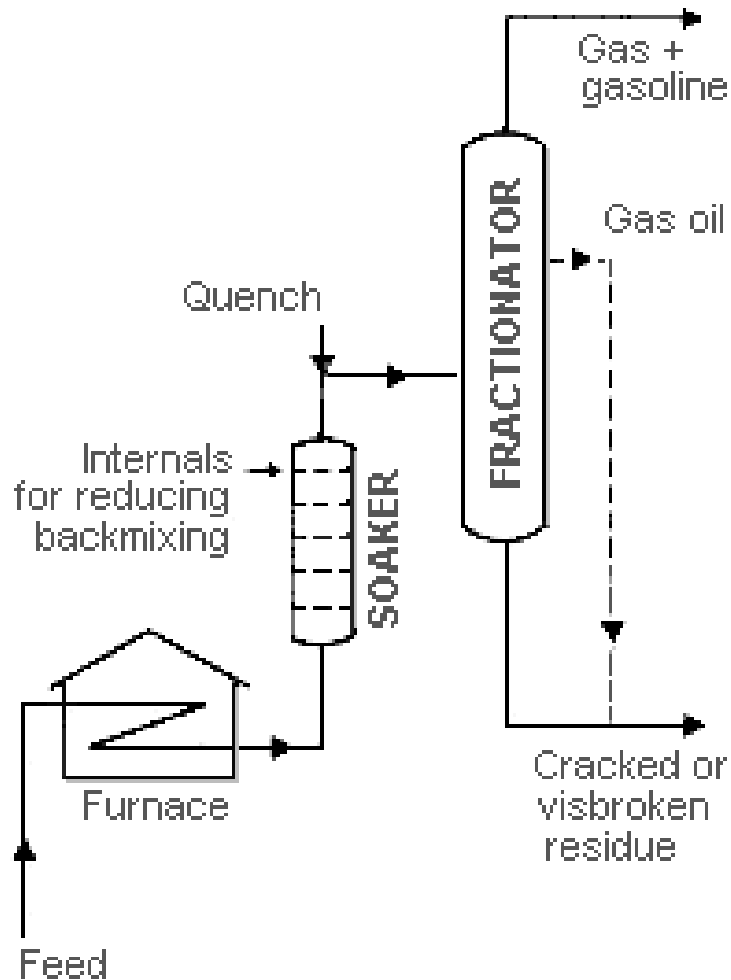 Gas +
gasoline
Gas oil
FRACTIONATOR
Quench
Internals
for reducing
backmixing
SOAKER
Furnace
Cracked or
visbroken
residue
Feed